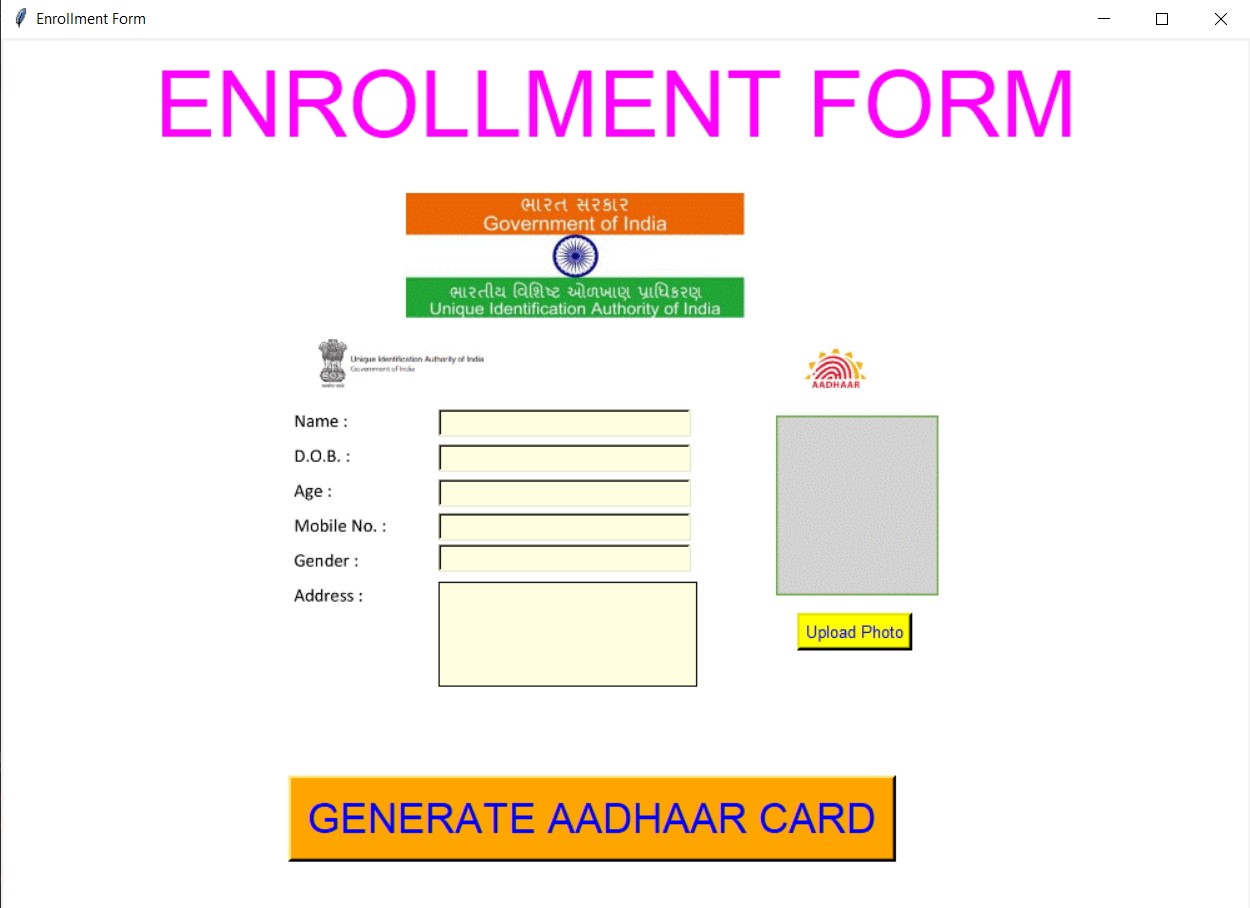 Enrollment Form
ENROLLMENT FORM
ભારત સરકાર
Government of India
ભારતીય વિશિષ્ટ ઓળખાણ પ્રાધિકરણ
Unique Identification Authority of India
Unique Identification Authority of India
Government of India
AADHAAR
Name :
D.O.B. :
Age :
Mobile No. :
Gender :
Address :
Upload Photo
GENERATE AADHAAR CARD